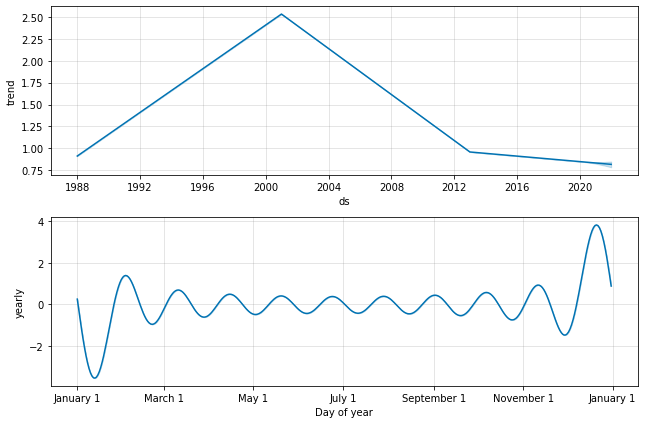 2.50
2.25
2.00
1.75
1.50
1.25
1.00
0.75
trend
1988 1992 1996 2000 2004 2008 2012 2016 2020
ds
4
2
0
−2
yearly
January 1 March 1 May 1 July 1 September 1 November 1 January 1
Day of year